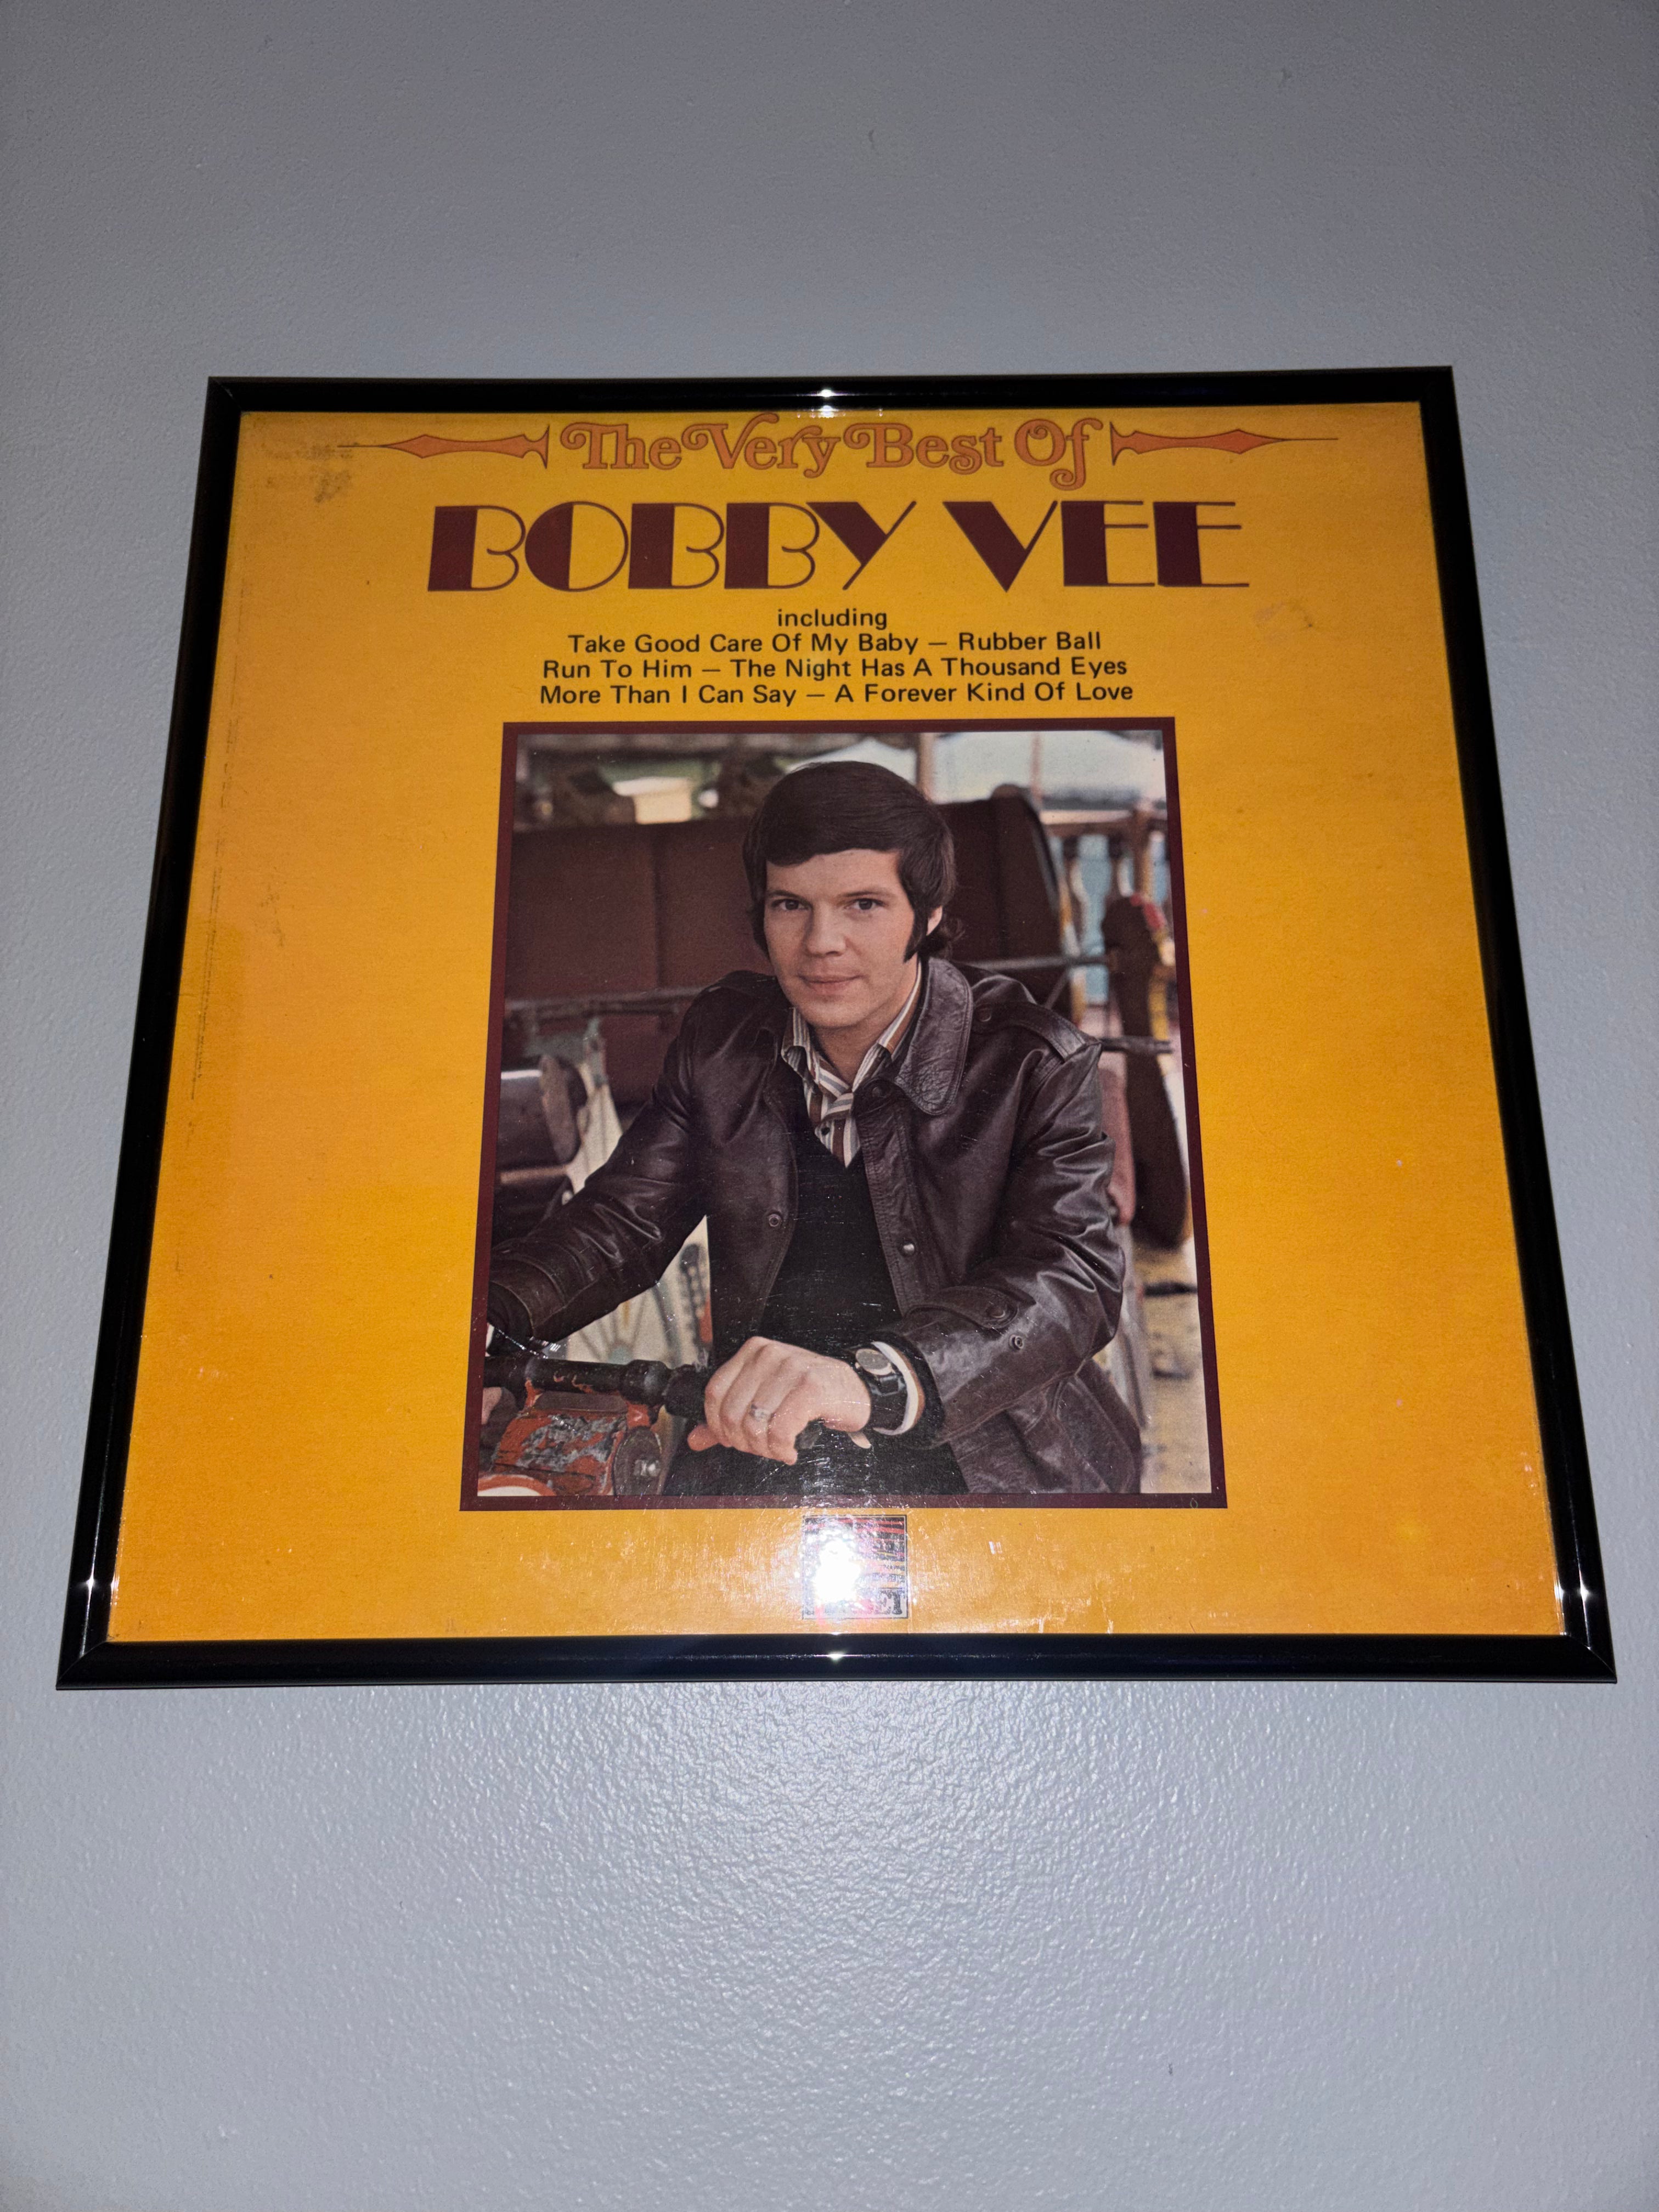 The Very Best Of
BOBBY VEE
including
Take Good Care Of My Baby — Rubber Ball
Run To Him — The Night Has A Thousand Eyes
More Than I Can Say — A Forever Kind Of Love